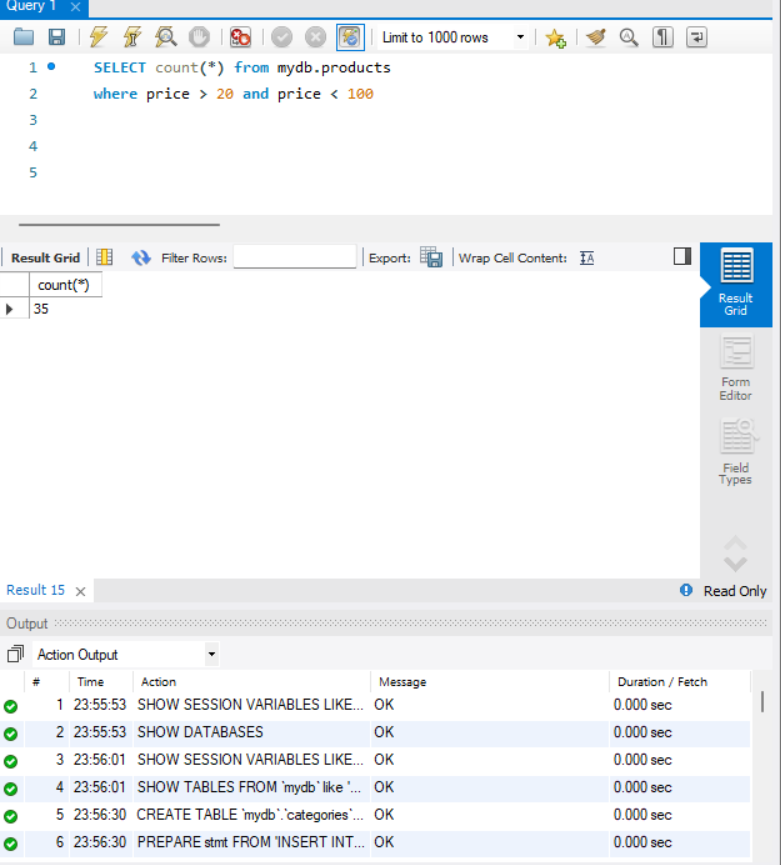 Query 1
Limit to 1000 rows
1 SELECT count(*) from mydb.products
2 where price > 20 and price < 100
3
4
5
Result Grid Filter Rows: Export: Wrap Cell Content: IA
count(*)
35
Result Grid
Form Editor
Field Types
Result 15 Read Only
Output
Action Output
# Time Action Message Duration / Fetch
1 23:55:53 SHOW SESSION VARIABLES LIKE... OK 0.000 sec
2 23:55:53 SHOW DATABASES OK 0.000 sec
3 23:56:01 SHOW SESSION VARIABLES LIKE... OK 0.000 sec
4 23:56:01 SHOW TABLES FROM `mydb` like '... OK 0.000 sec
5 23:56:30 CREATE TABLE `mydb`.`categories`... OK 0.000 sec
6 23:56:30 PREPARE stmt FROM 'INSERT INT... OK 0.000 sec